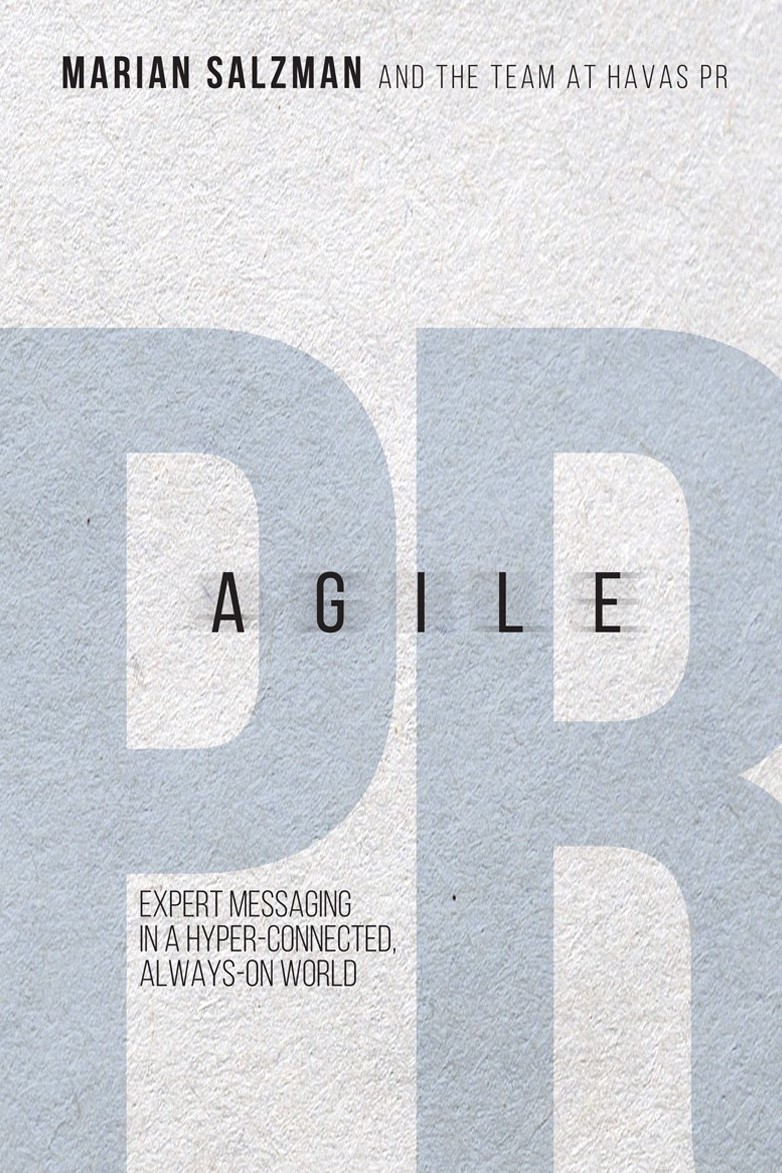 MARIAN SALZMAN AND THE TEAM AT HAVAS PR
PR
AGILE
EXPERT MESSAGING
IN A HYPER-CONNECTED,
ALWAYS-ON WORLD